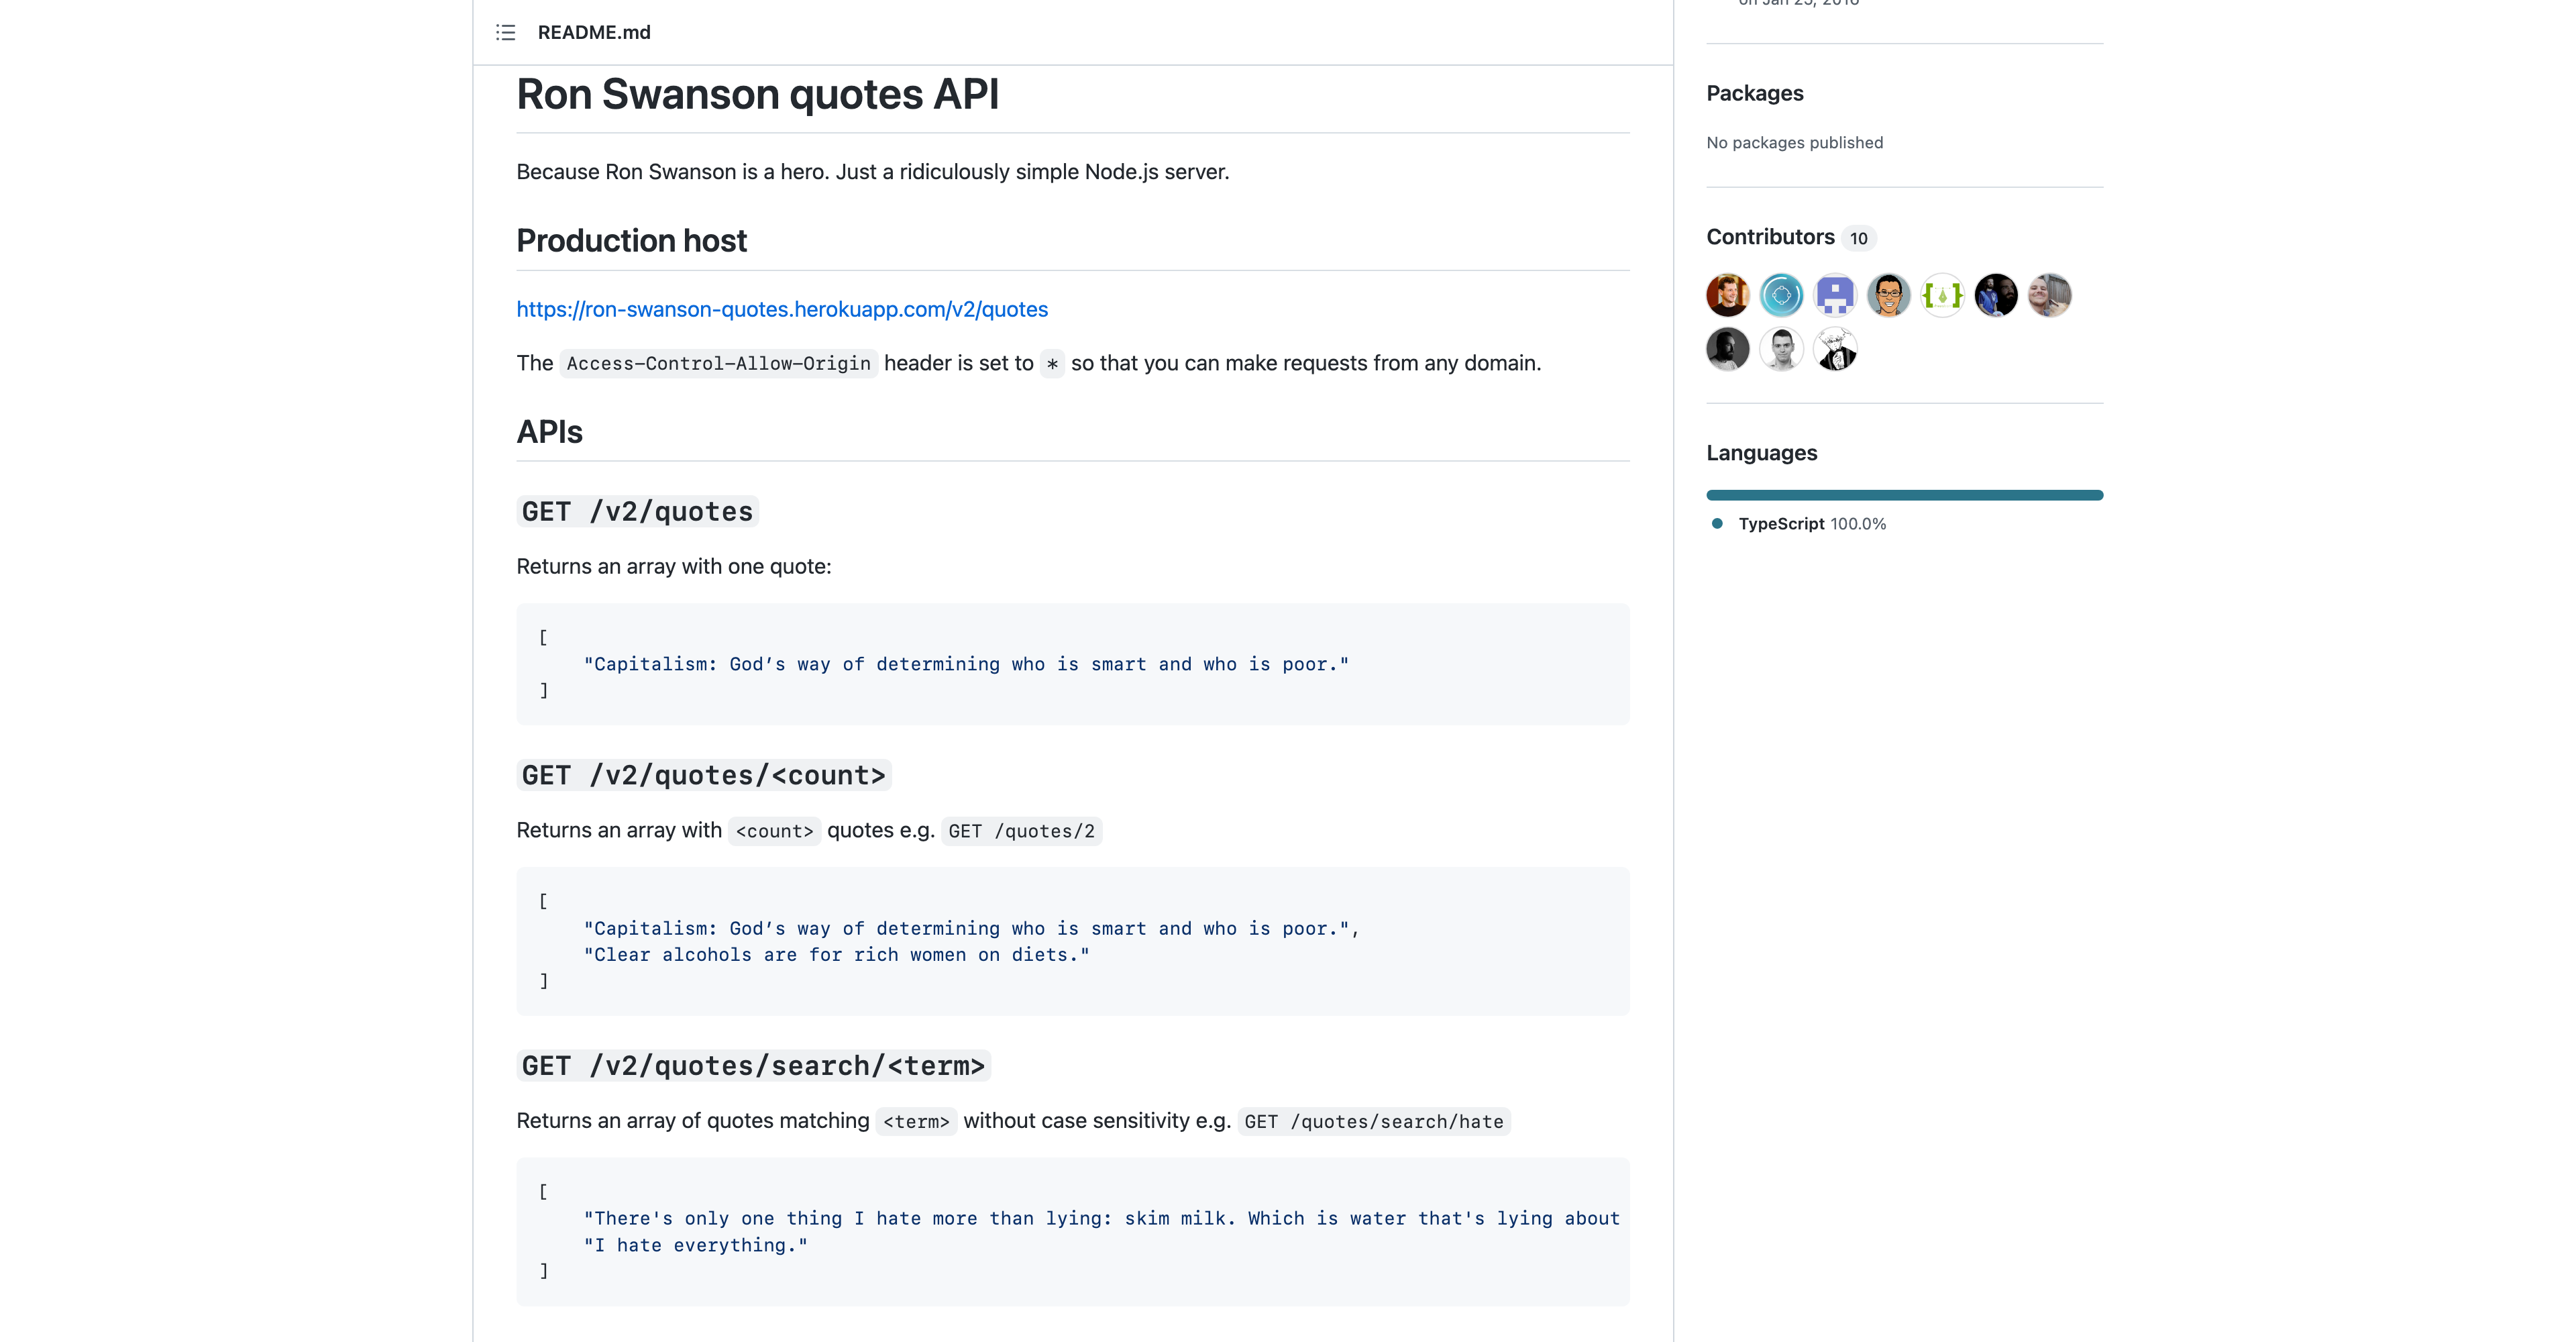 README.md
Ron Swanson quotes API
Because Ron Swanson is a hero. Just a ridiculously simple Node.js server.
Production host
https://ron-swanson-quotes.herokuapp.com/v2/quotes
The Access-Control-Allow-Origin header is set to * so that you can make requests from any domain.
APIs
GET /v2/quotes
Returns an array with one quote:
[
    "Capitalism: God’s way of determining who is smart and who is poor."
]
GET /v2/quotes/<count>
Returns an array with <count> quotes e.g. GET /quotes/2
[
    "Capitalism: God’s way of determining who is smart and who is poor.",
    "Clear alcohols are for rich women on diets."
]
GET /v2/quotes/search/<term>
Returns an array of quotes matching <term> without case sensitivity e.g. GET /quotes/search/hate
[
    "There's only one thing I hate more than lying: skim milk. Which is water that's lying about
    "I hate everything."
]
Packages
No packages published
Contributors 10
Languages
TypeScript 100.0%